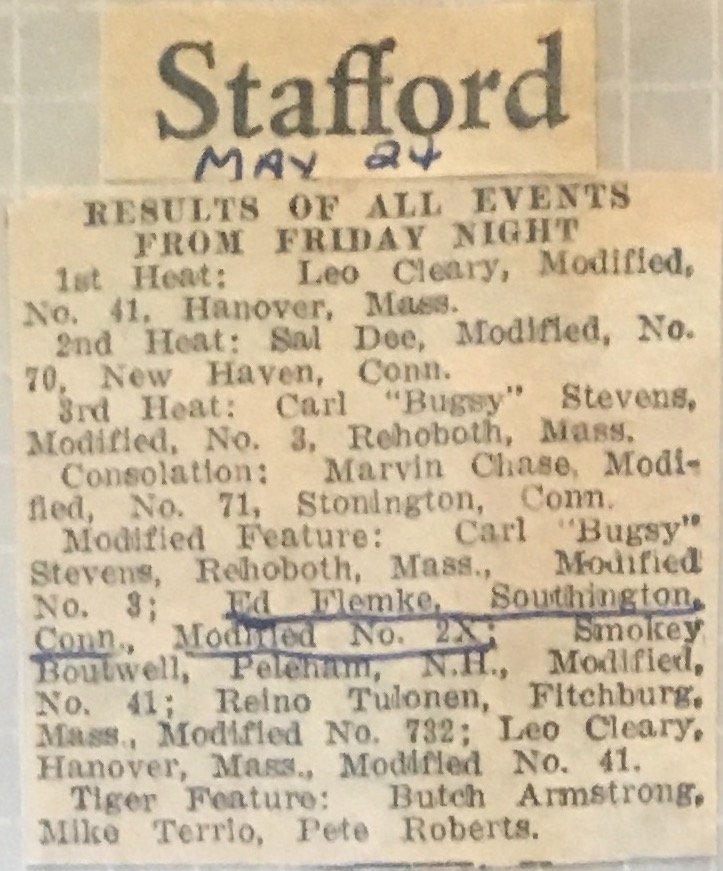 Stafford
MAY 24
RESULTS OF ALL EVENTS
FROM FRIDAY NIGHT
1st Heat: Leo Cleary, Modified,
No. 41, Hanover, Mass.
2nd Heat: Sal Dee, Modified, No.
70, New Haven, Conn.
3rd Heat: Carl "Bugsy" Stevens,
Modified, No. 3, Rehoboth, Mass.
Consolation: Marvin Chase, Modi-
fied, No. 71, Stonington, Conn.
Modified Feature: Carl "Bugsy"
Stevens, Rehoboth, Mass., Modified
No. 3; Ed Flemke, Southington,
Conn., Modified No. 2X; Smokey
Boutwell, Peleham, N.H., Modified,
No. 41; Reino Tulonen, Fitchburg,
Mass., Modified No. 732; Leo Cleary,
Hanover, Mass., Modified No. 41.
Tiger Feature: Butch Armstrong,
Mike Terrio, Pete Roberts.